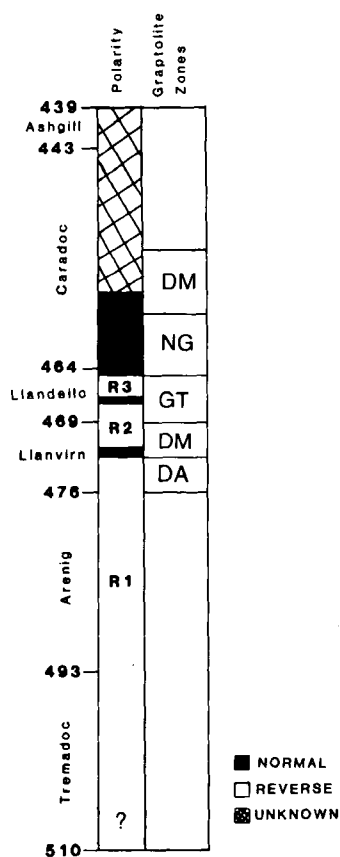 Polarity
Graptolite
Zones
439
Ashgill
443
Caradoc
DM
NG
464
R3
Llandeilo
GT
469
R2
DM
Llanvirn
DA
476
Arenig
R1
493
Tremadoc
?
510
NORMAL
REVERSE
UNKNOWN